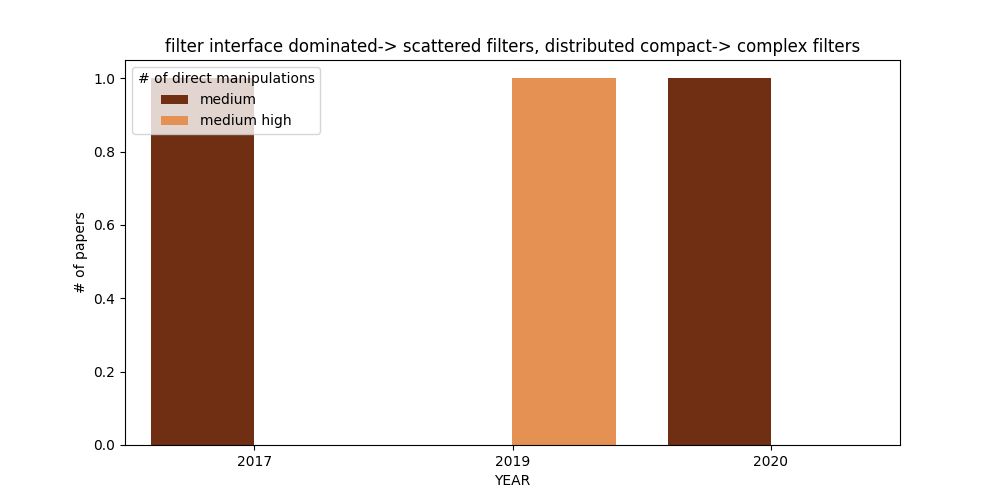 filter interface dominated-> scattered filters, distributed compact-> complex filters
# of direct manipulations
medium
medium high
1.0
0.8
0.6
0.4
0.2
0.0
# of papers
2017
2019
2020
YEAR